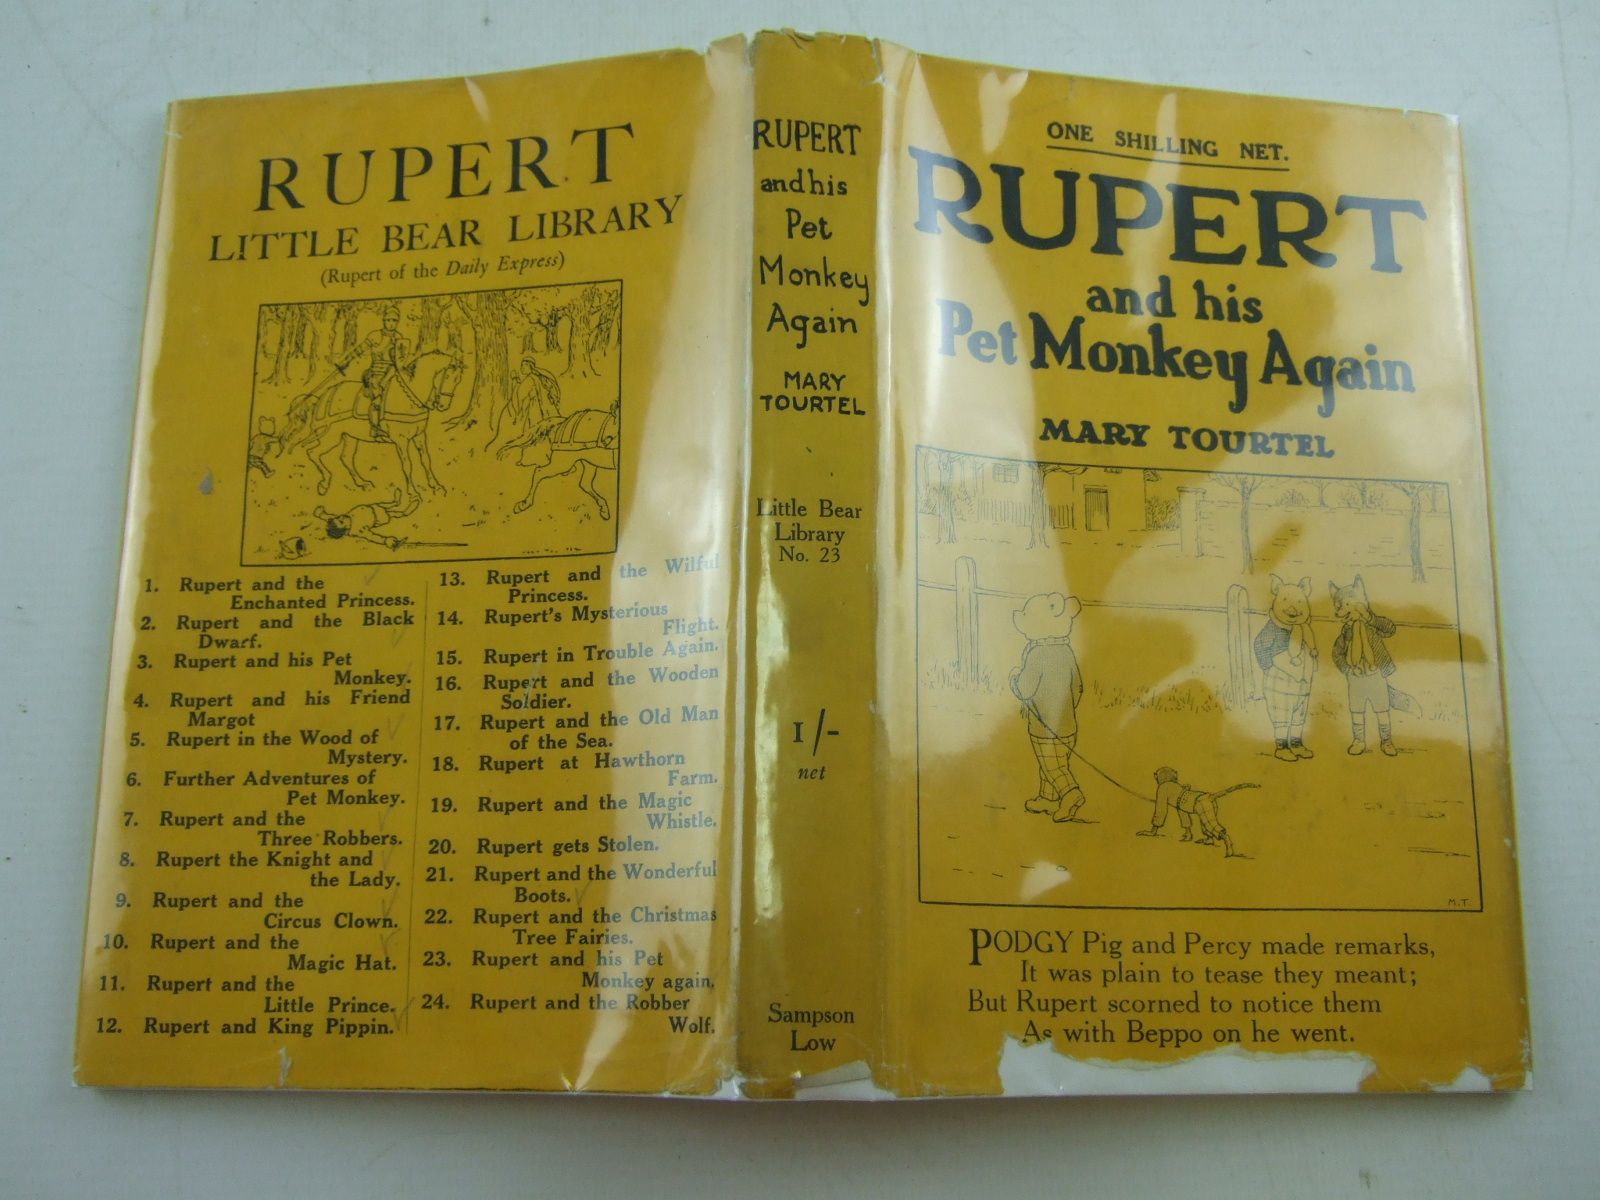 RUPERT
LITTLE BEAR LIBRARY
(Rupert of the Daily Express)
1. Rupert and the
Enchanted Princess.
2. Rupert and the Black
Dwarf.
3. Rupert and his Pet
Monkey.
4. Rupert and his Friend
Margot
5. Rupert in the Wood of
Mystery.
6. Further Adventures of
Pet Monkey.
7. Rupert and the
Three Robbers.
8. Rupert the Knight and
the Lady.
9. Rupert and the
Circus Clown.
10. Rupert and the
Magic Hat.
11. Rupert and the
Little Prince.
12. Rupert and King Pippin.
13. Rupert and the Wilful
Princess.
14. Rupert's Mysterious
Flight.
15. Rupert in Trouble Again.
16. Rupert and the Wooden
Soldier.
17. Rupert and the Old Man
of the Sea.
18. Rupert at Hawthorn
Farm.
19. Rupert and the Magic
Whistle.
20. Rupert gets Stolen.
21. Rupert and the Wonderful
Boots.
22. Rupert and the Christmas
Tree Fairies.
23. Rupert and his Pet
Monkey again.
24. Rupert and the Robber
Wolf.
RUPERT
and his
Pet
Monkey
Again
MARY
TOURTEL
Little Bear
Library
No. 23
1/-
net
Sampson
Low
ONE SHILLING NET.
RUPERT
and his
Pet Monkey Again
MARY TOURTEL
M.T.
PODGY Pig and Percy made remarks,
It was plain to tease they meant;
But Rupert scorned to notice them
As with Beppo on he went.